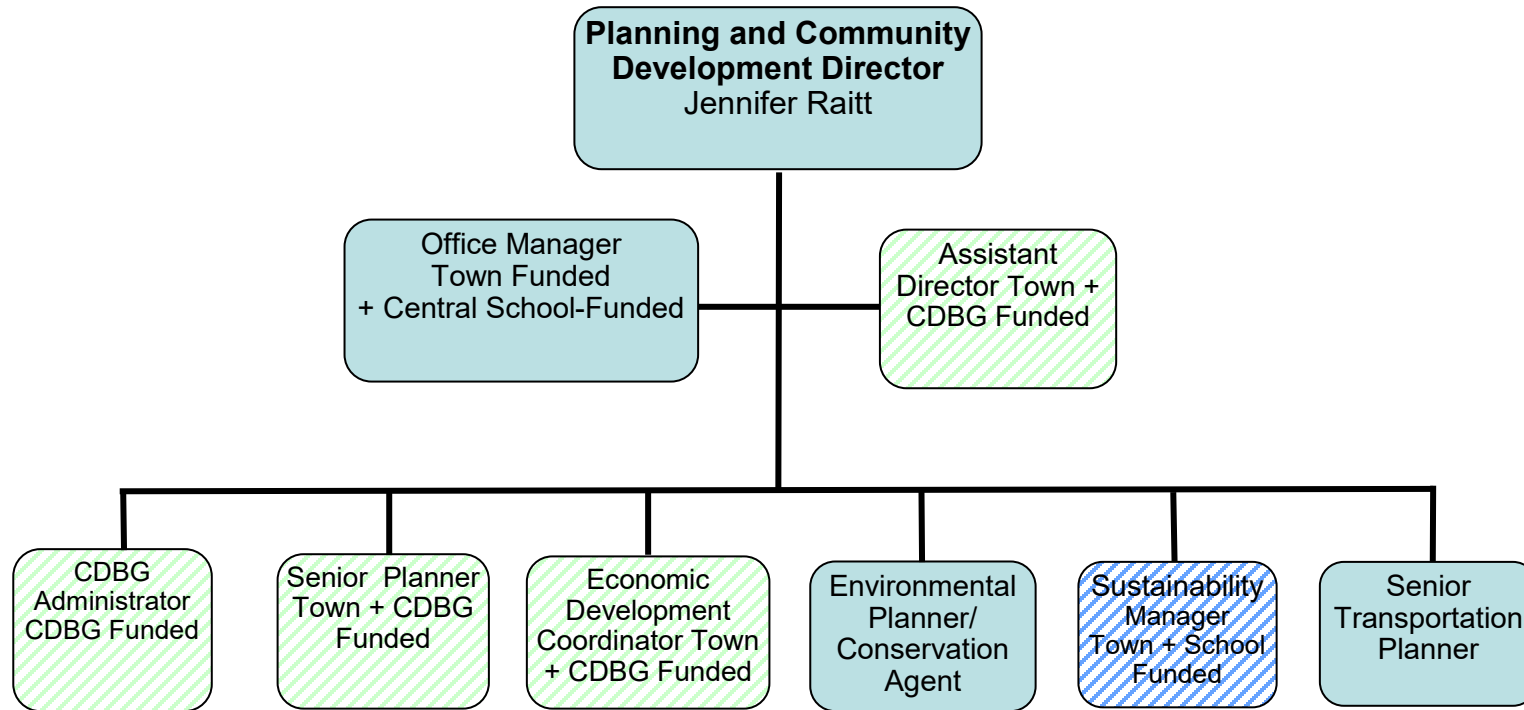 Planning and Community
Development Director
Jennifer Raitt
Office Manager
Town Funded
+ Central School-Funded
Assistant
Director Town +
CDBG Funded
CDBG
Administrator
CDBG Funded
Senior Planner
Town + CDBG
Funded
Economic
Development
Coordinator Town
+ CDBG Funded
Environmental
Planner/
Conservation
Agent
Sustainability
Manager
Town + School
Funded
Senior
Transportation
Planner